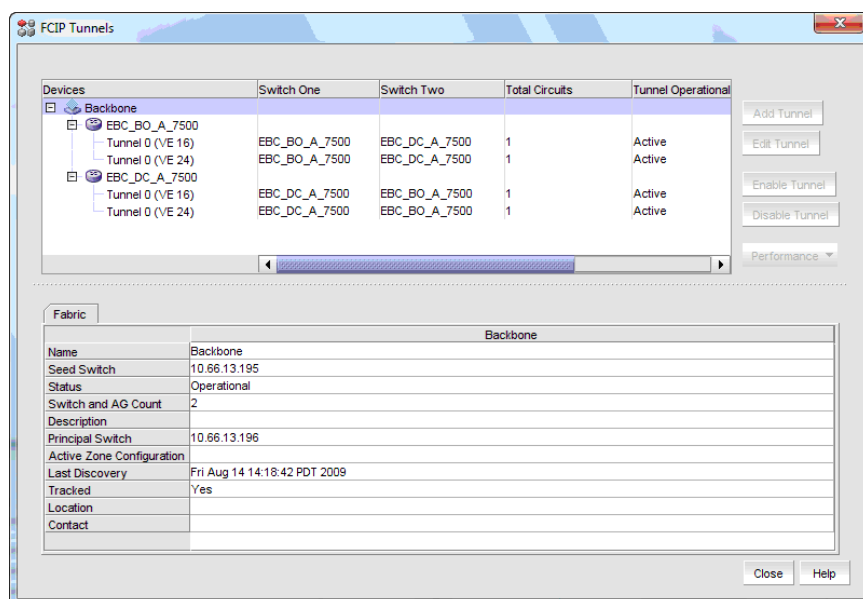 FCIP Tunnels
Devices Switch One Switch Two Total Circuits Tunnel Operational
Backbone
EBC_BO_A_7500
Tunnel 0 (VE 16) EBC_BO_A_7500 EBC_DC_A_7500 1 Active
Tunnel 0 (VE 24) EBC_BO_A_7500 EBC_DC_A_7500 1 Active
EBC_DC_A_7500
Tunnel 0 (VE 16) EBC_DC_A_7500 EBC_BO_A_7500 1 Active
Tunnel 0 (VE 24) EBC_DC_A_7500 EBC_BO_A_7500 1 Active
Add Tunnel
Edit Tunnel
Enable Tunnel
Disable Tunnel
Performance
Fabric
Backbone
Name Backbone
Seed Switch 10.66.13.195
Status Operational
Switch and AG Count 2
Description
Principal Switch 10.66.13.196
Active Zone Configuration
Last Discovery Fri Aug 14 14:18:42 PDT 2009
Tracked Yes
Location
Contact
Close Help